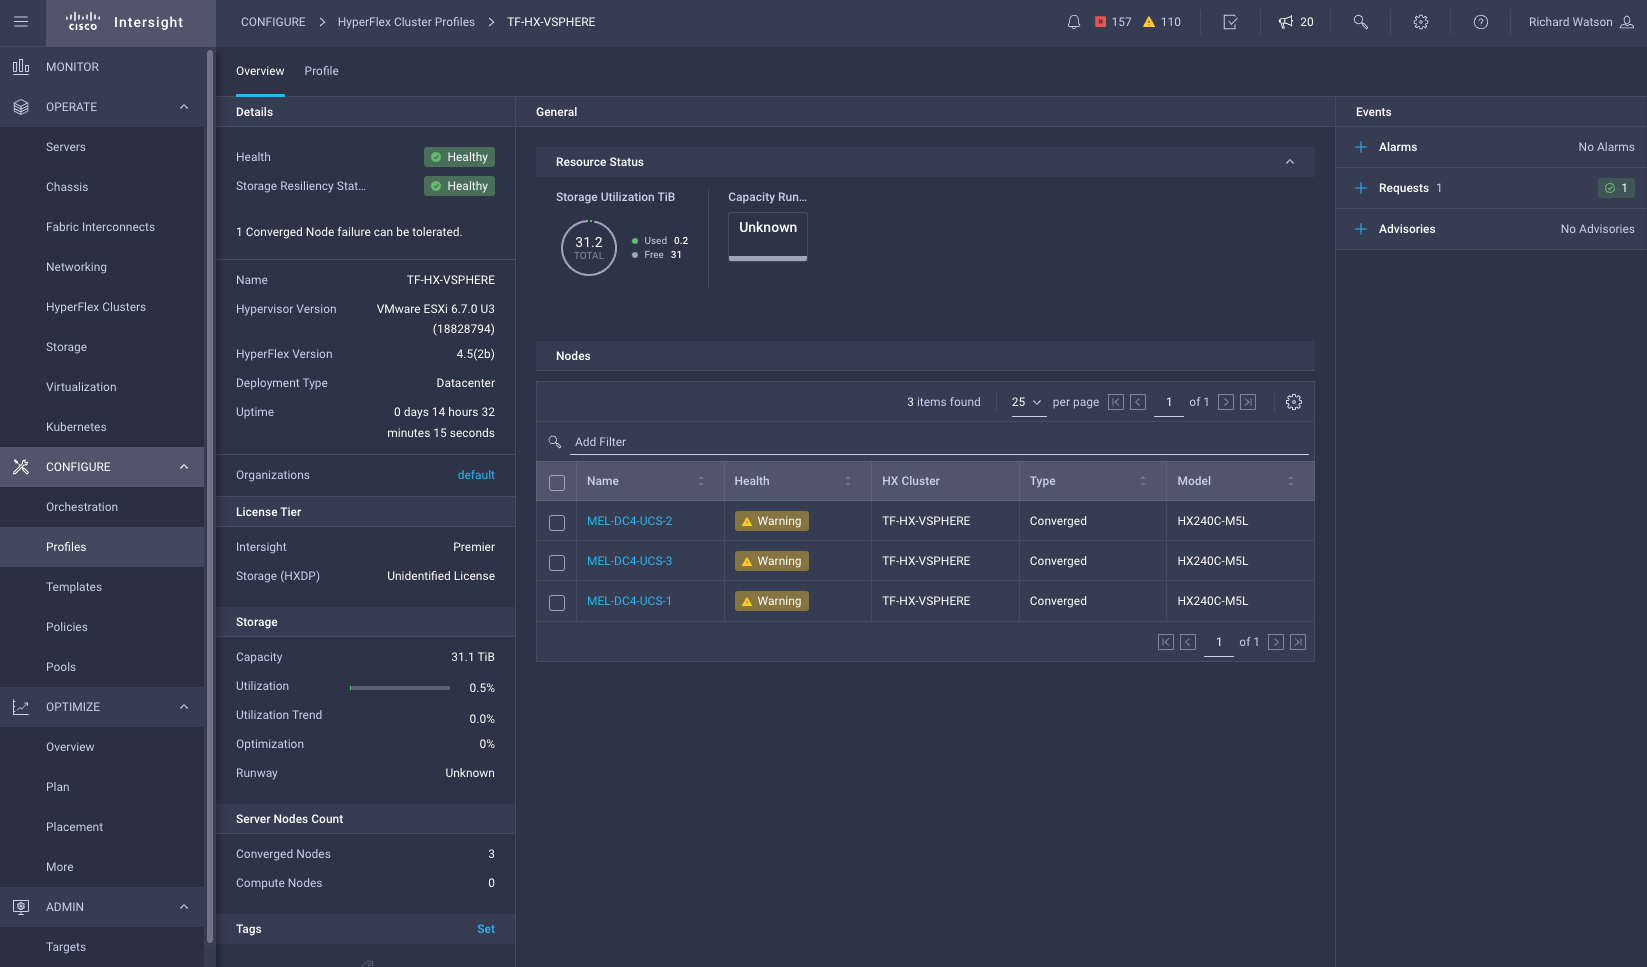 CISCO Intersight
CONFIGURE > HyperFlex Cluster Profiles > TF-HX-VSPHERE
157 110 20 Richard Watson
MONITOR
OPERATE
Servers
Chassis
Fabric Interconnects
Networking
HyperFlex Clusters
Storage
Virtualization
Kubernetes
CONFIGURE
Orchestration
Profiles
Templates
Policies
Pools
OPTIMIZE
Overview
Plan
Placement
More
ADMIN
Targets
Overview Profile
Details
Health Healthy
Storage Resiliency Stat... Healthy
1 Converged Node failure can be tolerated.
Name TF-HX-VSPHERE
Hypervisor Version VMware ESXi 6.7.0 U3
(18828794)
HyperFlex Version 4.5(2b)
Deployment Type Datacenter
Uptime 0 days 14 hours 32
minutes 15 seconds
Organizations default
License Tier
Intersight Premier
Storage (HXDP) Unidentified License
Storage
Capacity 31.1 TiB
Utilization 0.5%
Utilization Trend 0.0%
Optimization 0%
Runway Unknown
Server Nodes Count
Converged Nodes 3
Compute Nodes 0
Tags Set
General
Resource Status
Storage Utilization TiB Capacity Run...
31.2
TOTAL
Used 0.2
Free 31
Unknown
Nodes
3 items found 25 per page 1 of 1
Add Filter
Name Health HX Cluster Type Model
MEL-DC4-UCS-2 Warning TF-HX-VSPHERE Converged HX240C-M5L
MEL-DC4-UCS-3 Warning TF-HX-VSPHERE Converged HX240C-M5L
MEL-DC4-UCS-1 Warning TF-HX-VSPHERE Converged HX240C-M5L
1 of 1
Events
Alarms No Alarms
Requests 1 1
Advisories No Advisories